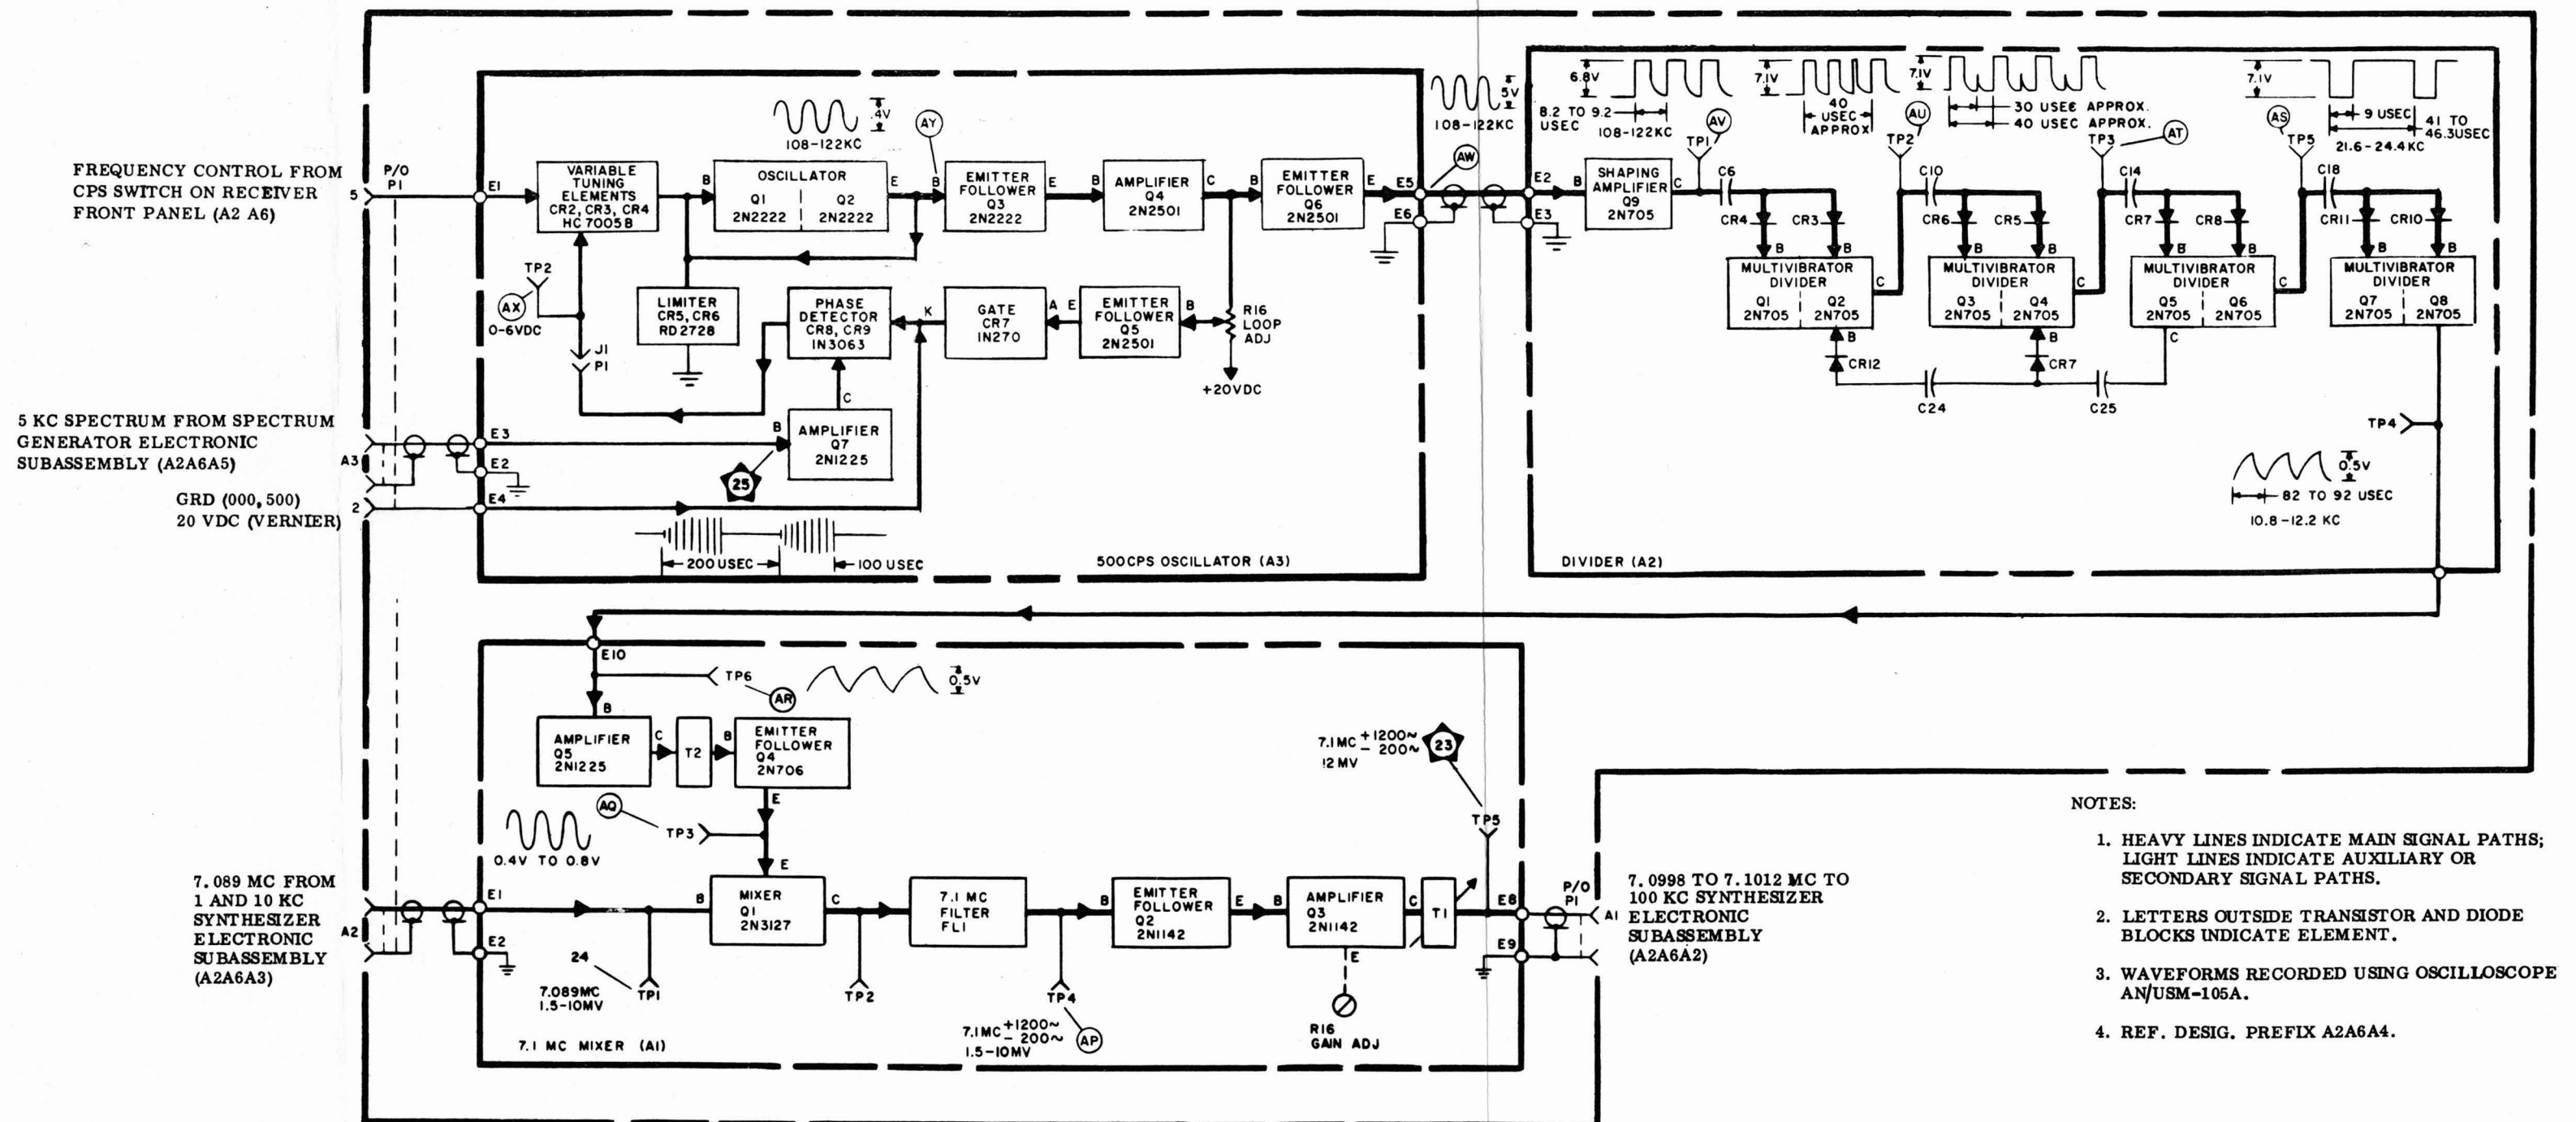 FREQUENCY CONTROL FROM
CPS SWITCH ON RECEIVER
FRONT PANEL (A2 A6)
P/O
P1
5
E1
VARIABLE
TUNING
ELEMENTS
CR2, CR3, CR4
HC 7005B
B
OSCILLATOR
Q1
2N2222
Q2
2N2222
108-122KC
.4V
E
AY
B
EMITTER
FOLLOWER
Q3
2N2222
E
B
AMPLIFIER
Q4
2N2501
C
B
EMITTER
FOLLOWER
Q6
2N2501
E
E5
E6
108-122KC
5V
AW
TP2
AX
0-6VDC
J1
P1
LIMITER
CR5, CR6
RD2728
PHASE
DETECTOR
CR8, CR9
IN3063
K
GATE
CR7
IN270
A
E
EMITTER
FOLLOWER
Q5
2N2501
B
R16
LOOP
ADJ
+20VDC
C
B
AMPLIFIER
Q7
2N1225
25
5 KC SPECTRUM FROM SPECTRUM
GENERATOR ELECTRONIC
SUBASSEMBLY (A2A6A5)
A3
E3
E2
GRD (000,500)
20 VDC (VERNIER)
2
E4
200USEC
100 USEC
500CPS OSCILLATOR (A3)
E2
E3
B
SHAPING
AMPLIFIER
Q9
2N705
C
6.8V
8.2 TO 9.2
USEC
108-122KC
TP1
AV
C6
CR4
CR3
B
B
MULTIVIBRATOR
DIVIDER
Q1
2N705
Q2
2N705
C
7.1V
40
USEC
APPROX
AU
TP2
C10
CR6
CR5
B
B
MULTIVIBRATOR
DIVIDER
Q3
2N705
Q4
2N705
C
7.1V
30 USEC APPROX.
40 USEC APPROX.
TP3
AT
C14
CR7
CR8
B
B
MULTIVIBRATOR
DIVIDER
Q5
2N705
Q6
2N705
C
C
7.1V
9 USEC
41 TO
46.3USEC
21.6-24.4KC
AS
TP5
C18
CR11
CR10
B
B
MULTIVIBRATOR
DIVIDER
Q7
2N705
Q8
2N705
B
CR12
B
CR7
C24
C25
TP4
0.5V
82 TO 92 USEC
10.8-12.2 KC
DIVIDER (A2)
E10
TP6
AR
0.5V
B
AMPLIFIER
Q5
2N1225
C
T2
B
EMITTER
FOLLOWER
Q4
2N706
E
AQ
TP3
E
0.4V TO 0.8V
7.089 MC FROM
1 AND 10 KC
SYNTHESIZER
ELECTRONIC
SUBASSEMBLY
(A2A6A3)
A2
E1
E2
24
7.089MC
1.5-10MV
TP1
B
MIXER
Q1
2N3127
C
TP2
7.1 MC
FILTER
FL1
TP4
7.1MC +1200~
- 200~
1.5-10MV
AP
B
EMITTER
FOLLOWER
Q2
2N1142
E
B
AMPLIFIER
Q3
2N1142
C
T1
E
R16
GAIN ADJ
7.1MC +1200~
- 200~
12 MV
23
TP5
E8
E9
P/O
P1
A1
7.0998 TO 7.1012 MC TO
100 KC SYNTHESIZER
ELECTRONIC
SUBASSEMBLY
(A2A6A2)
7.1 MC MIXER (A1)
NOTES:
1. HEAVY LINES INDICATE MAIN SIGNAL PATHS;
LIGHT LINES INDICATE AUXILIARY OR
SECONDARY SIGNAL PATHS.
2. LETTERS OUTSIDE TRANSISTOR AND DIODE
BLOCKS INDICATE ELEMENT.
3. WAVEFORMS RECORDED USING OSCILLOSCOPE
AN/USM-105A.
4. REF. DESIG. PREFIX A2A6A4.